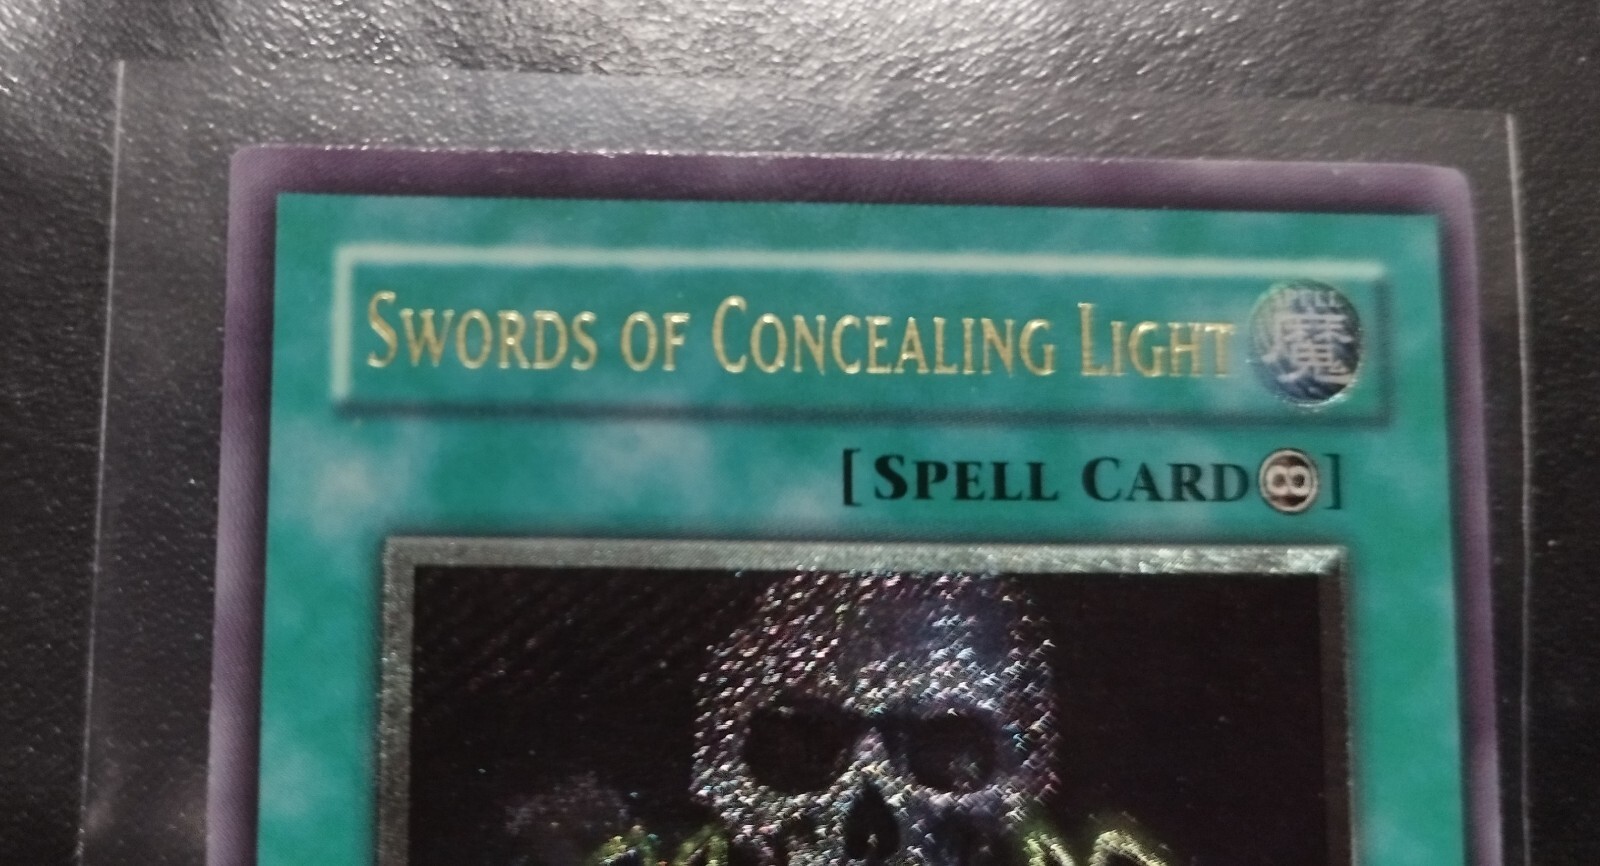 SWORDS OF CONCEALING LIGHT
SPELL
魔
[SPELL CARD∞]